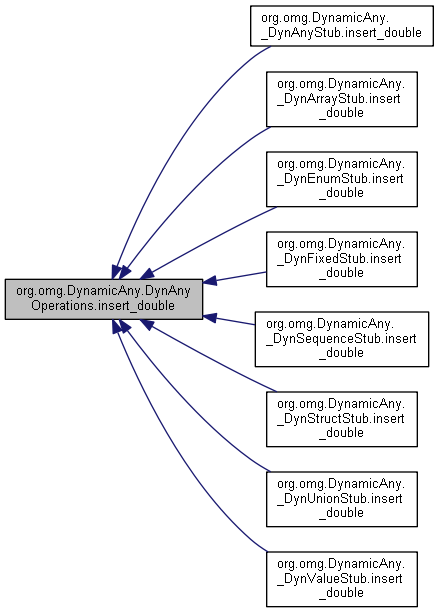 org.omg.DynamicAny.
_DynAnyStub.insert_double
org.omg.DynamicAny.
_DynArrayStub.insert
_double
org.omg.DynamicAny.
_DynEnumStub.insert
_double
org.omg.DynamicAny.
_DynFixedStub.insert
_double
org.omg.DynamicAny.DynAny
Operations.insert_double
org.omg.DynamicAny.
_DynSequenceStub.insert
_double
org.omg.DynamicAny.
_DynStructStub.insert
_double
org.omg.DynamicAny.
_DynUnionStub.insert
_double
org.omg.DynamicAny.
_DynValueStub.insert
_double